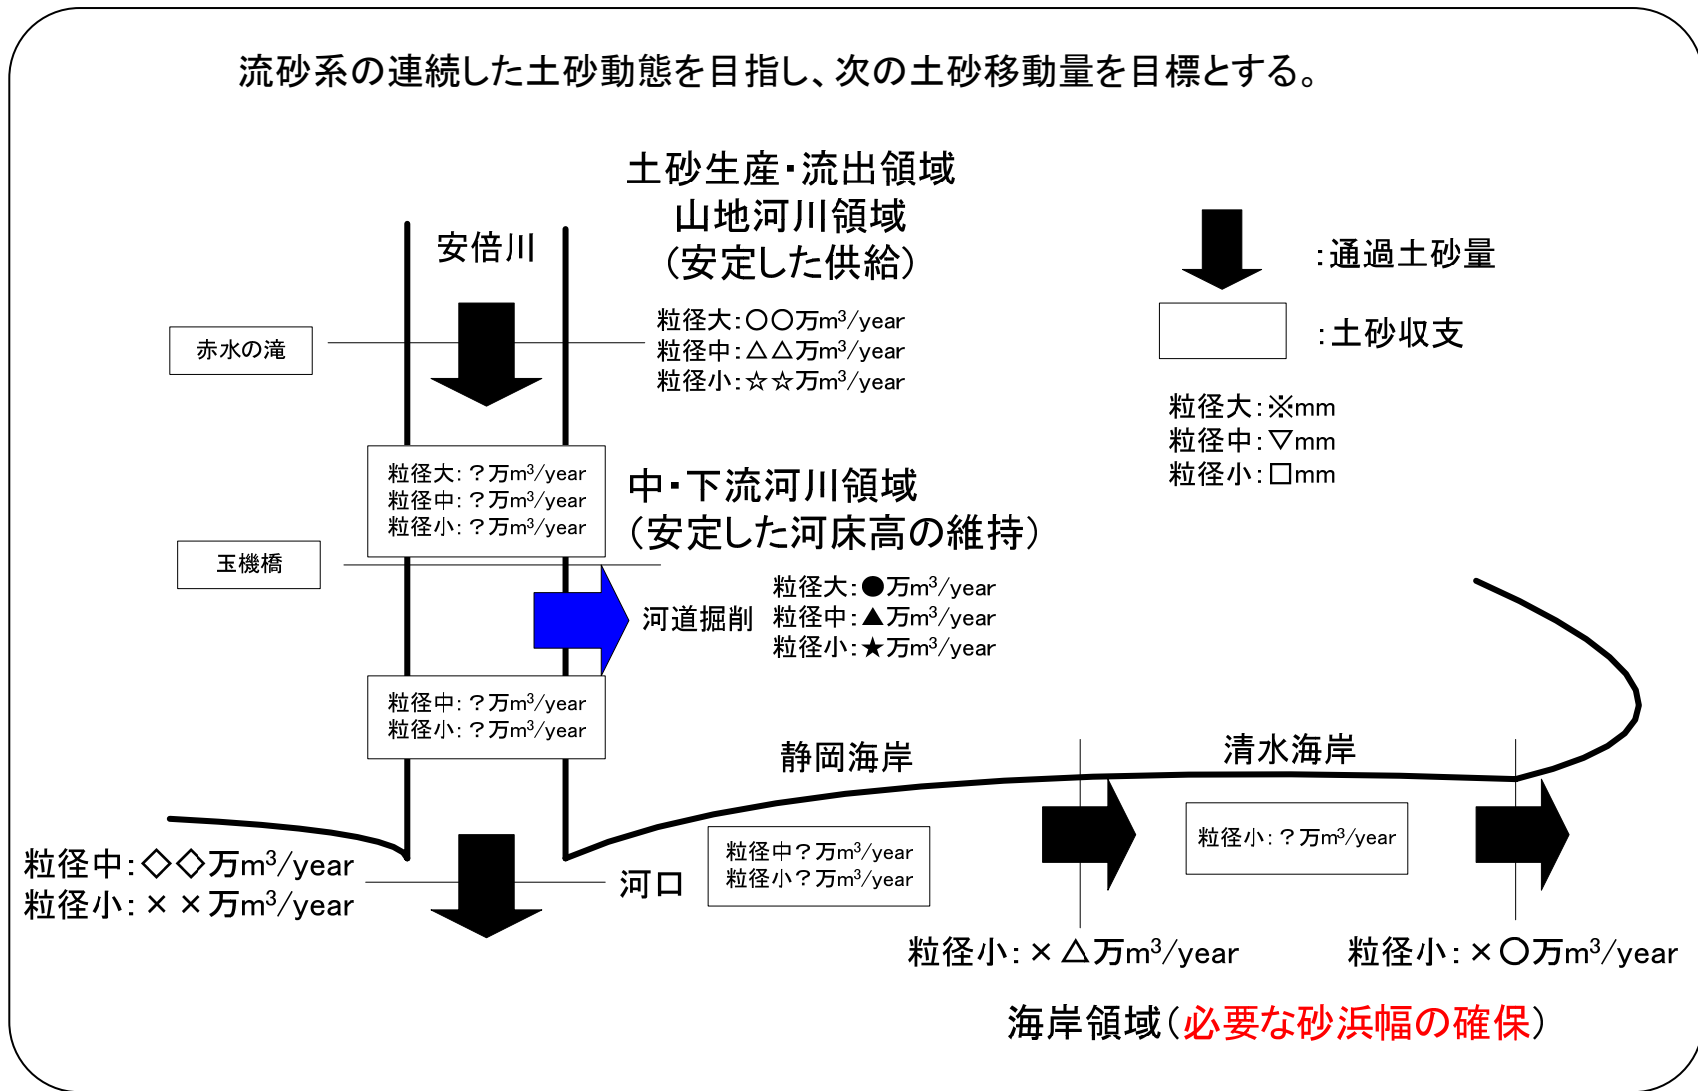 流砂系の連続した土砂動態を目指し、次の土砂移動量を目標とする。
土砂生産・流出領域
山地河川領域
（安定した供給）
安倍川
：通過土砂量
：土砂収支
赤水の滝
粒径大：○○万m³/year
粒径中：△△万m³/year
粒径小：☆☆万m³/year
粒径大：※mm
粒径中：▽mm
粒径小：□mm
粒径大：？万m³/year
粒径中：？万m³/year
粒径小：？万m³/year
中・下流河川領域
（安定した河床高の維持）
玉機橋
河道掘削
粒径大：●万m³/year
粒径中：▲万m³/year
粒径小：★万m³/year
粒径中：？万m³/year
粒径小：？万m³/year
静岡海岸
清水海岸
粒径中：◇◇万m³/year
粒径小：××万m³/year
河口
粒径中？万m³/year
粒径小？万m³/year
粒径小：？万m³/year
粒径小：×△万m³/year
粒径小：×○万m³/year
海岸領域（必要な砂浜幅の確保）